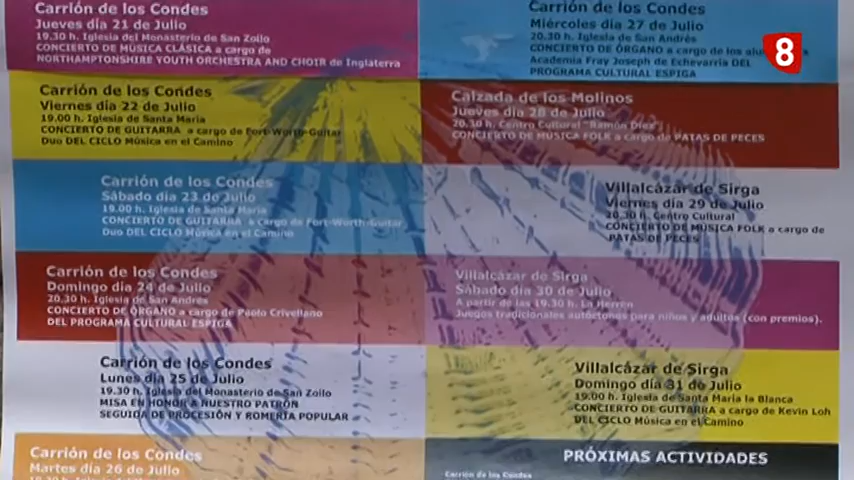 Carrión de los Condes
Jueves día 21 de Julio
19.30 h. Iglesia del Monasterio de San Zoilo
CONCIERTO DE MÚSICA CLÁSICA a cargo de
NORTHAMPTONSHIRE YOUTH ORCHESTRA AND CHOIR de Inglaterra
Carrión de los Condes
Viernes día 22 de Julio
19.00 h. Iglesia de Santa María
CONCIERTO DE GUITARRA a cargo de Fort-Worth-Guitar
Duo DEL CICLO Música en el Camino
Carrión de los Condes
Sábado día 23 de Julio
19.00 h. Iglesia de Santa María
CONCIERTO DE GUITARRA a cargo de Fort-Worth-Guitar
Duo DEL CICLO Música en el Camino
Carrión de los Condes
Domingo día 24 de Julio
20.30 h. Iglesia de San Andrés
CONCIERTO DE ÓRGANO a cargo de Paolo Crivellano
DEL PROGRAMA CULTURAL ESPIGA
Carrión de los Condes
Lunes día 25 de Julio
19.30 h. Iglesia del Monasterio de San Zoilo
MISA EN HONOR A NUESTRO PATRÓN
SEGUIDA DE PROCESIÓN Y ROMERÍA POPULAR
Carrión de los Condes
Martes día 26 de Julio
Carrión de los Condes
Miércoles día 27 de Julio
20.30 h. Iglesia de San Andrés
CONCIERTO DE ÓRGANO a cargo de los
Academia Fray Joseph de Echevarria DEL
PROGRAMA CULTURAL ESPIGA
8
Calzada de los Molinos
Jueves día 28 de Julio
20.30 h. Centro Cultural "Ramón Díez"
CONCIERTO DE MÚSICA FOLK a cargo de PATAS DE PECES
Villalcázar de Sirga
Viernes día 29 de Julio
20.30 h. Centro Cultural
CONCIERTO DE MÚSICA FOLK a cargo de
PATAS DE PECES
Villalcázar de Sirga
Sábado día 30 de Julio
A partir de las 19.30 h. La Herren
Juegos tradicionales autóctonos para niños y adultos (con premios).
Villalcázar de Sirga
Domingo día 31 de Julio
19.00 h. Iglesia de Santa María la Blanca
CONCIERTO DE GUITARRA a cargo de Kevin Loh
DEL CICLO Música en el Camino
PRÓXIMAS ACTIVIDADES
Carrión de los Condes